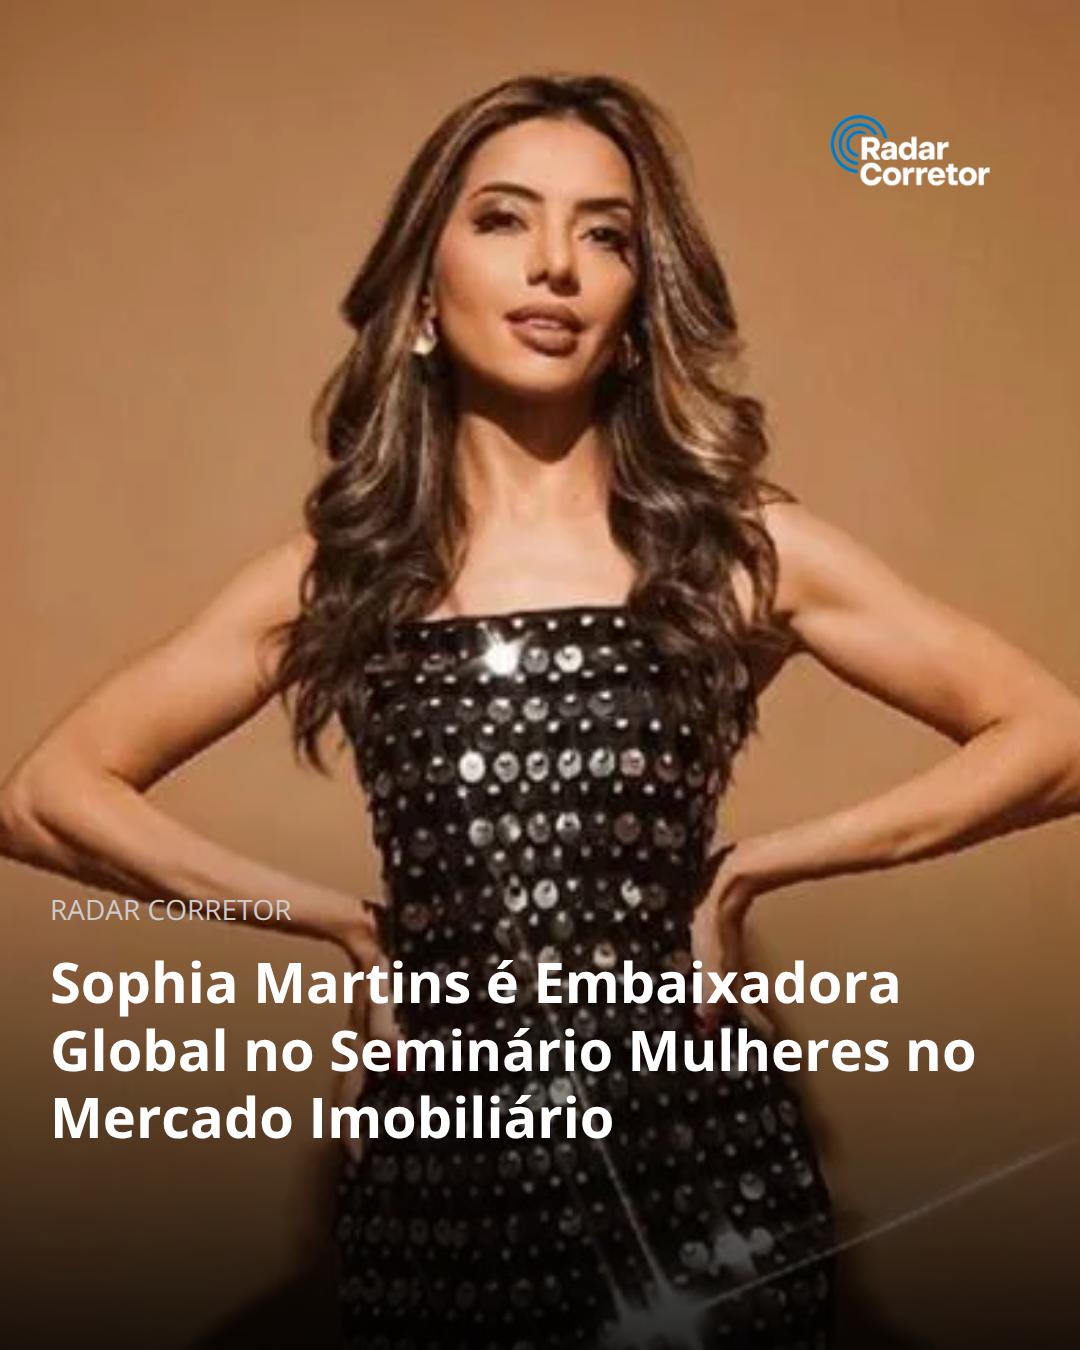 Radar
Corretor
RADAR CORRETOR
Sophia Martins é Embaixadora
Global no Seminário Mulheres no
Mercado Imobiliário